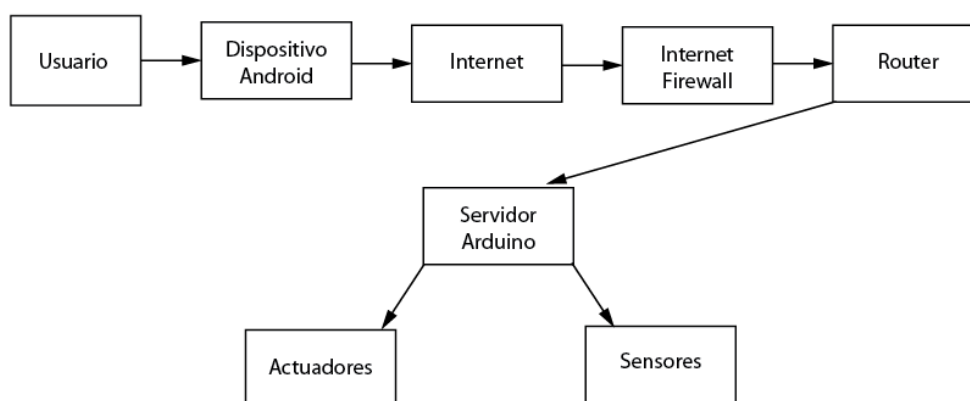 Usuario
Dispositivo
Android
Internet
Internet
Firewall
Router
Servidor
Arduino
Actuadores
Sensores